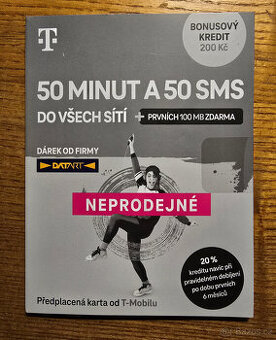 T
BONUSOVÝ
KREDIT
200 Kč
50 MINUT A 50 SMS
DO VŠECH SÍTÍ + PRVNÍCH 100 MB ZDARMA
DÁREK OD FIRMY
DATART
NEPRODEJNÉ
20 %
kreditu navíc při
pravidelném dobíjení
po dobu prvních
6 měsíců
Předplacená karta od T-Mobilu